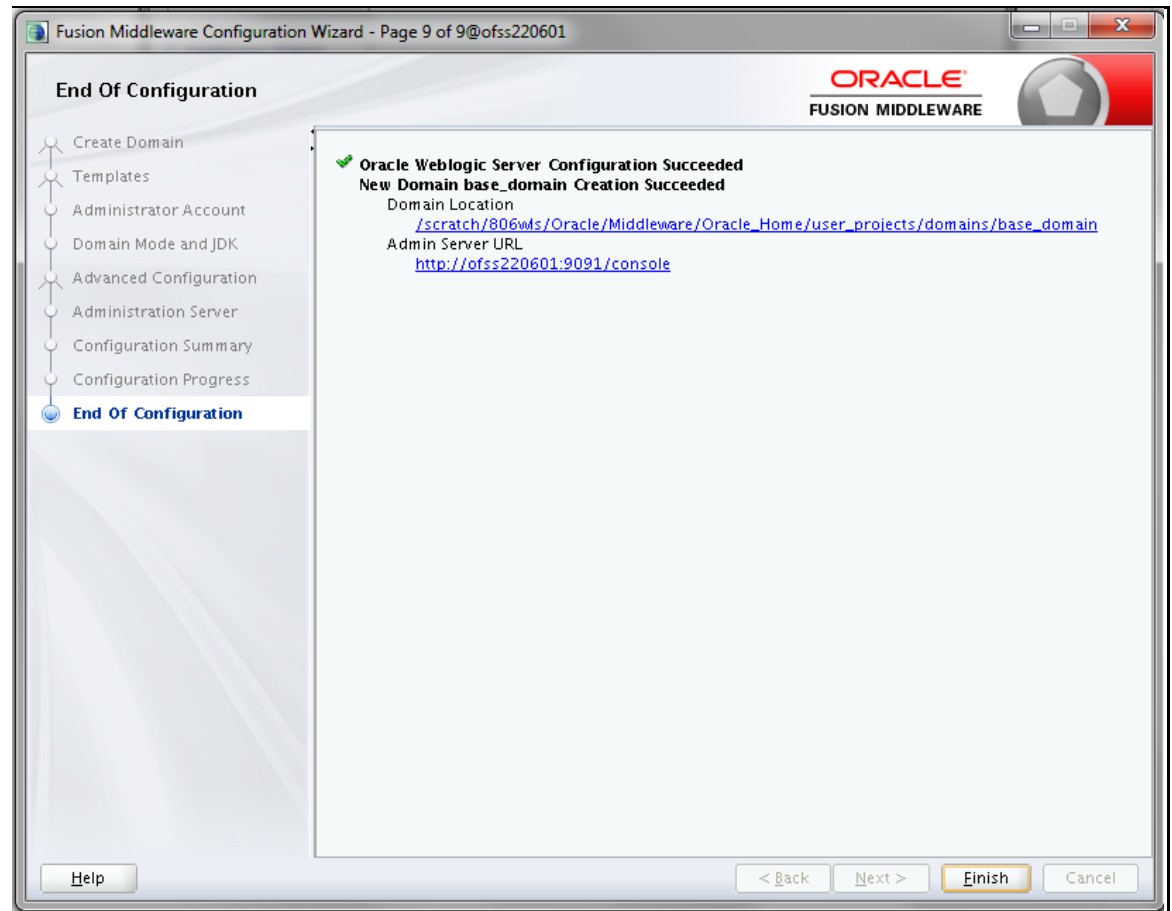 Fusion Middleware Configuration Wizard - Page 9 of 9@ofss220601
End Of Configuration
ORACLE
FUSION MIDDLEWARE
Create Domain
Templates
Administrator Account
Domain Mode and JDK
Advanced Configuration
Administration Server
Configuration Summary
Configuration Progress
End Of Configuration
Oracle Weblogic Server Configuration Succeeded
New Domain base_domain Creation Succeeded
Domain Location
/scratch/806wls/Oracle/Middleware/Oracle_Home/user_projects/domains/base_domain
Admin Server URL
http://ofss220601:9091/console
Help
< Back
Next >
Finish
Cancel